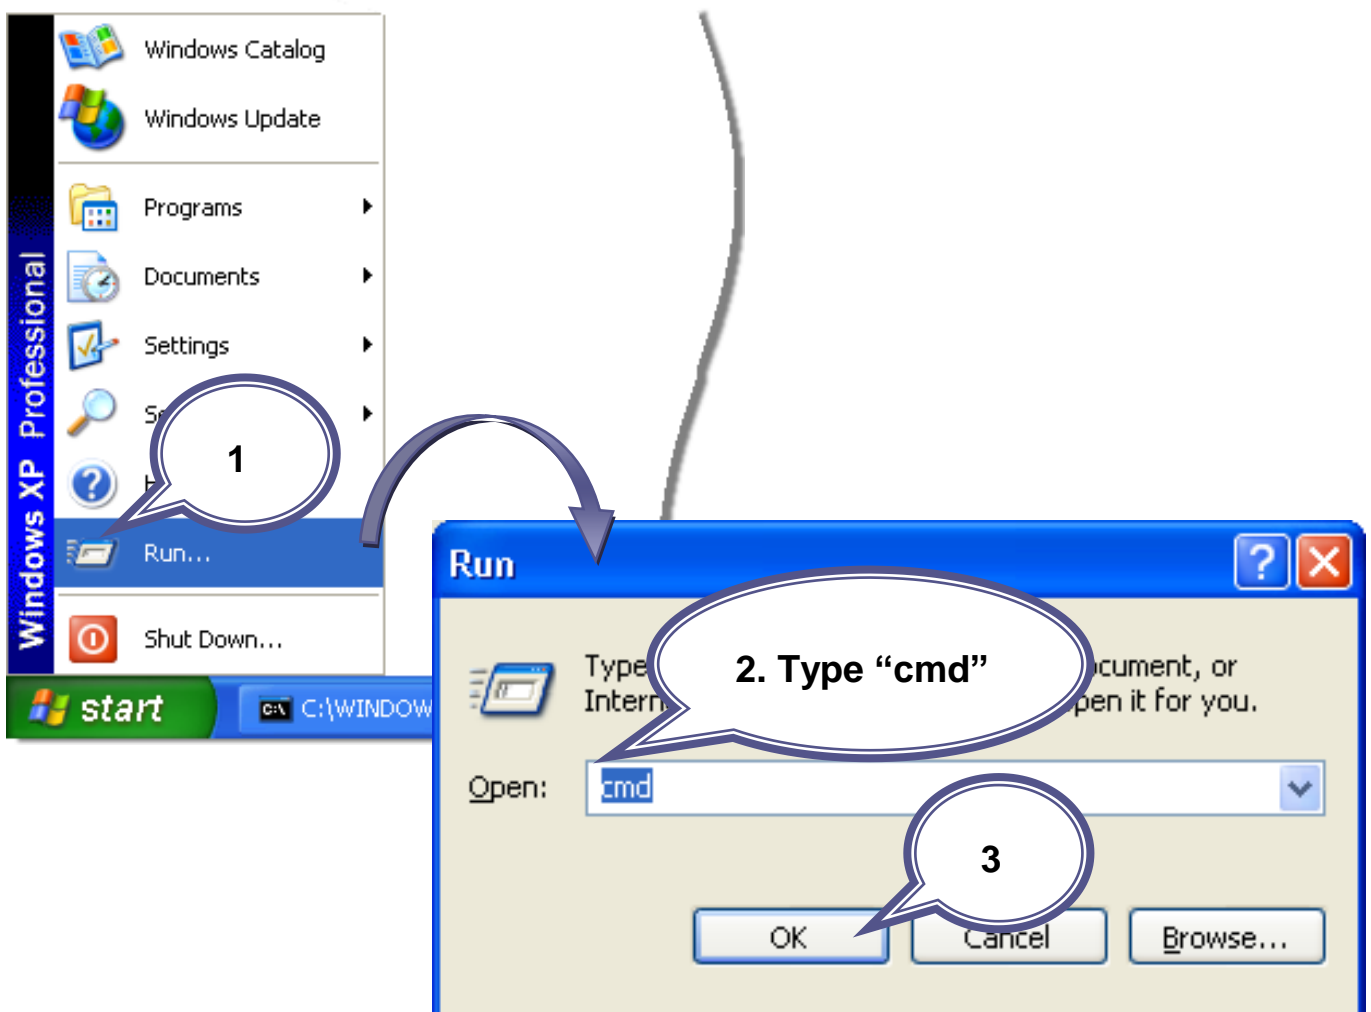 Windows Catalog
Windows Update
Programs
Documents
Settings
1
Run...
Shut Down...
Windows XP Professional
start
C:\WINDOW
Run
2. Type “cmd”
Type ocument, or
Intern pen it for you.
Open: cmd
3
OK Cancel Browse...